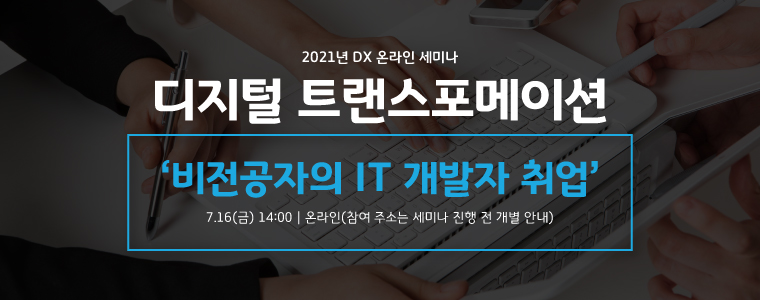 2021년 DX 온라인 세미나
디지털 트랜스포메이션
‘비전공자의 IT 개발자 취업’
7.16(금) 14:00 | 온라인(참여 주소는 세미나 진행 전 개별 안내)